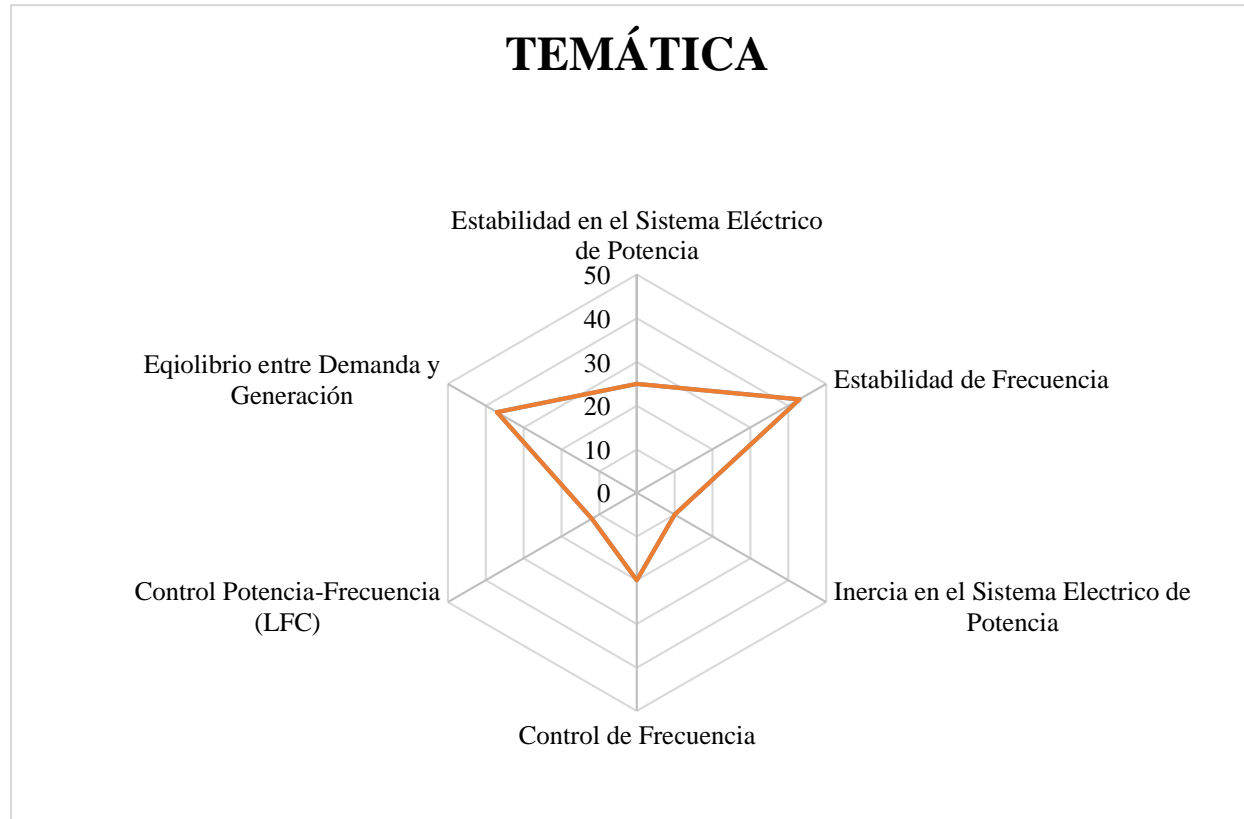 TEMÁTICA
Estabilidad en el Sistema Eléctrico
de Potencia
50
40
30
20
10
0
Estabilidad de Frecuencia
Inercia en el Sistema Electrico de
Potencia
Control de Frecuencia
Control Potencia-Frecuencia
(LFC)
Eqiolibrio entre Demanda y
Generación